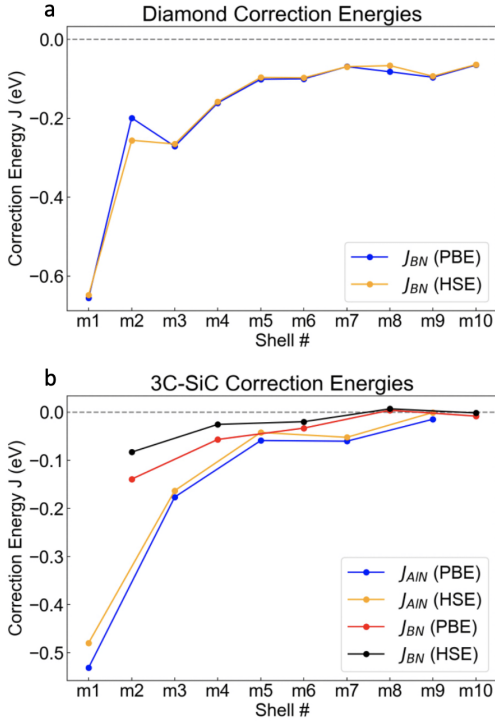 a
Diamond Correction Energies
0.0
−0.2
−0.4
−0.6
Correction Energy J (eV)
J_BN (PBE)
J_BN (HSE)
m1 m2 m3 m4 m5 m6 m7 m8 m9 m10
Shell #
b
3C-SiC Correction Energies
0.0
−0.1
−0.2
−0.3
−0.4
−0.5
Correction Energy J (eV)
J_AlN (PBE)
J_AlN (HSE)
J_BN (PBE)
J_BN (HSE)
m1 m2 m3 m4 m5 m6 m7 m8 m9 m10
Shell #